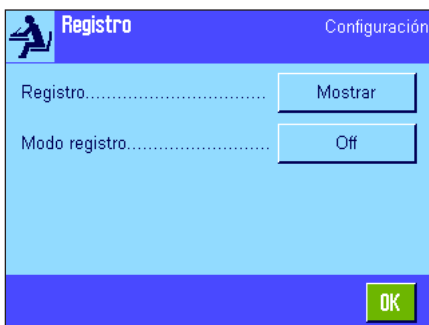 Registro
Configuración
Registro................................. Mostrar
Modo registro........................... Off
OK